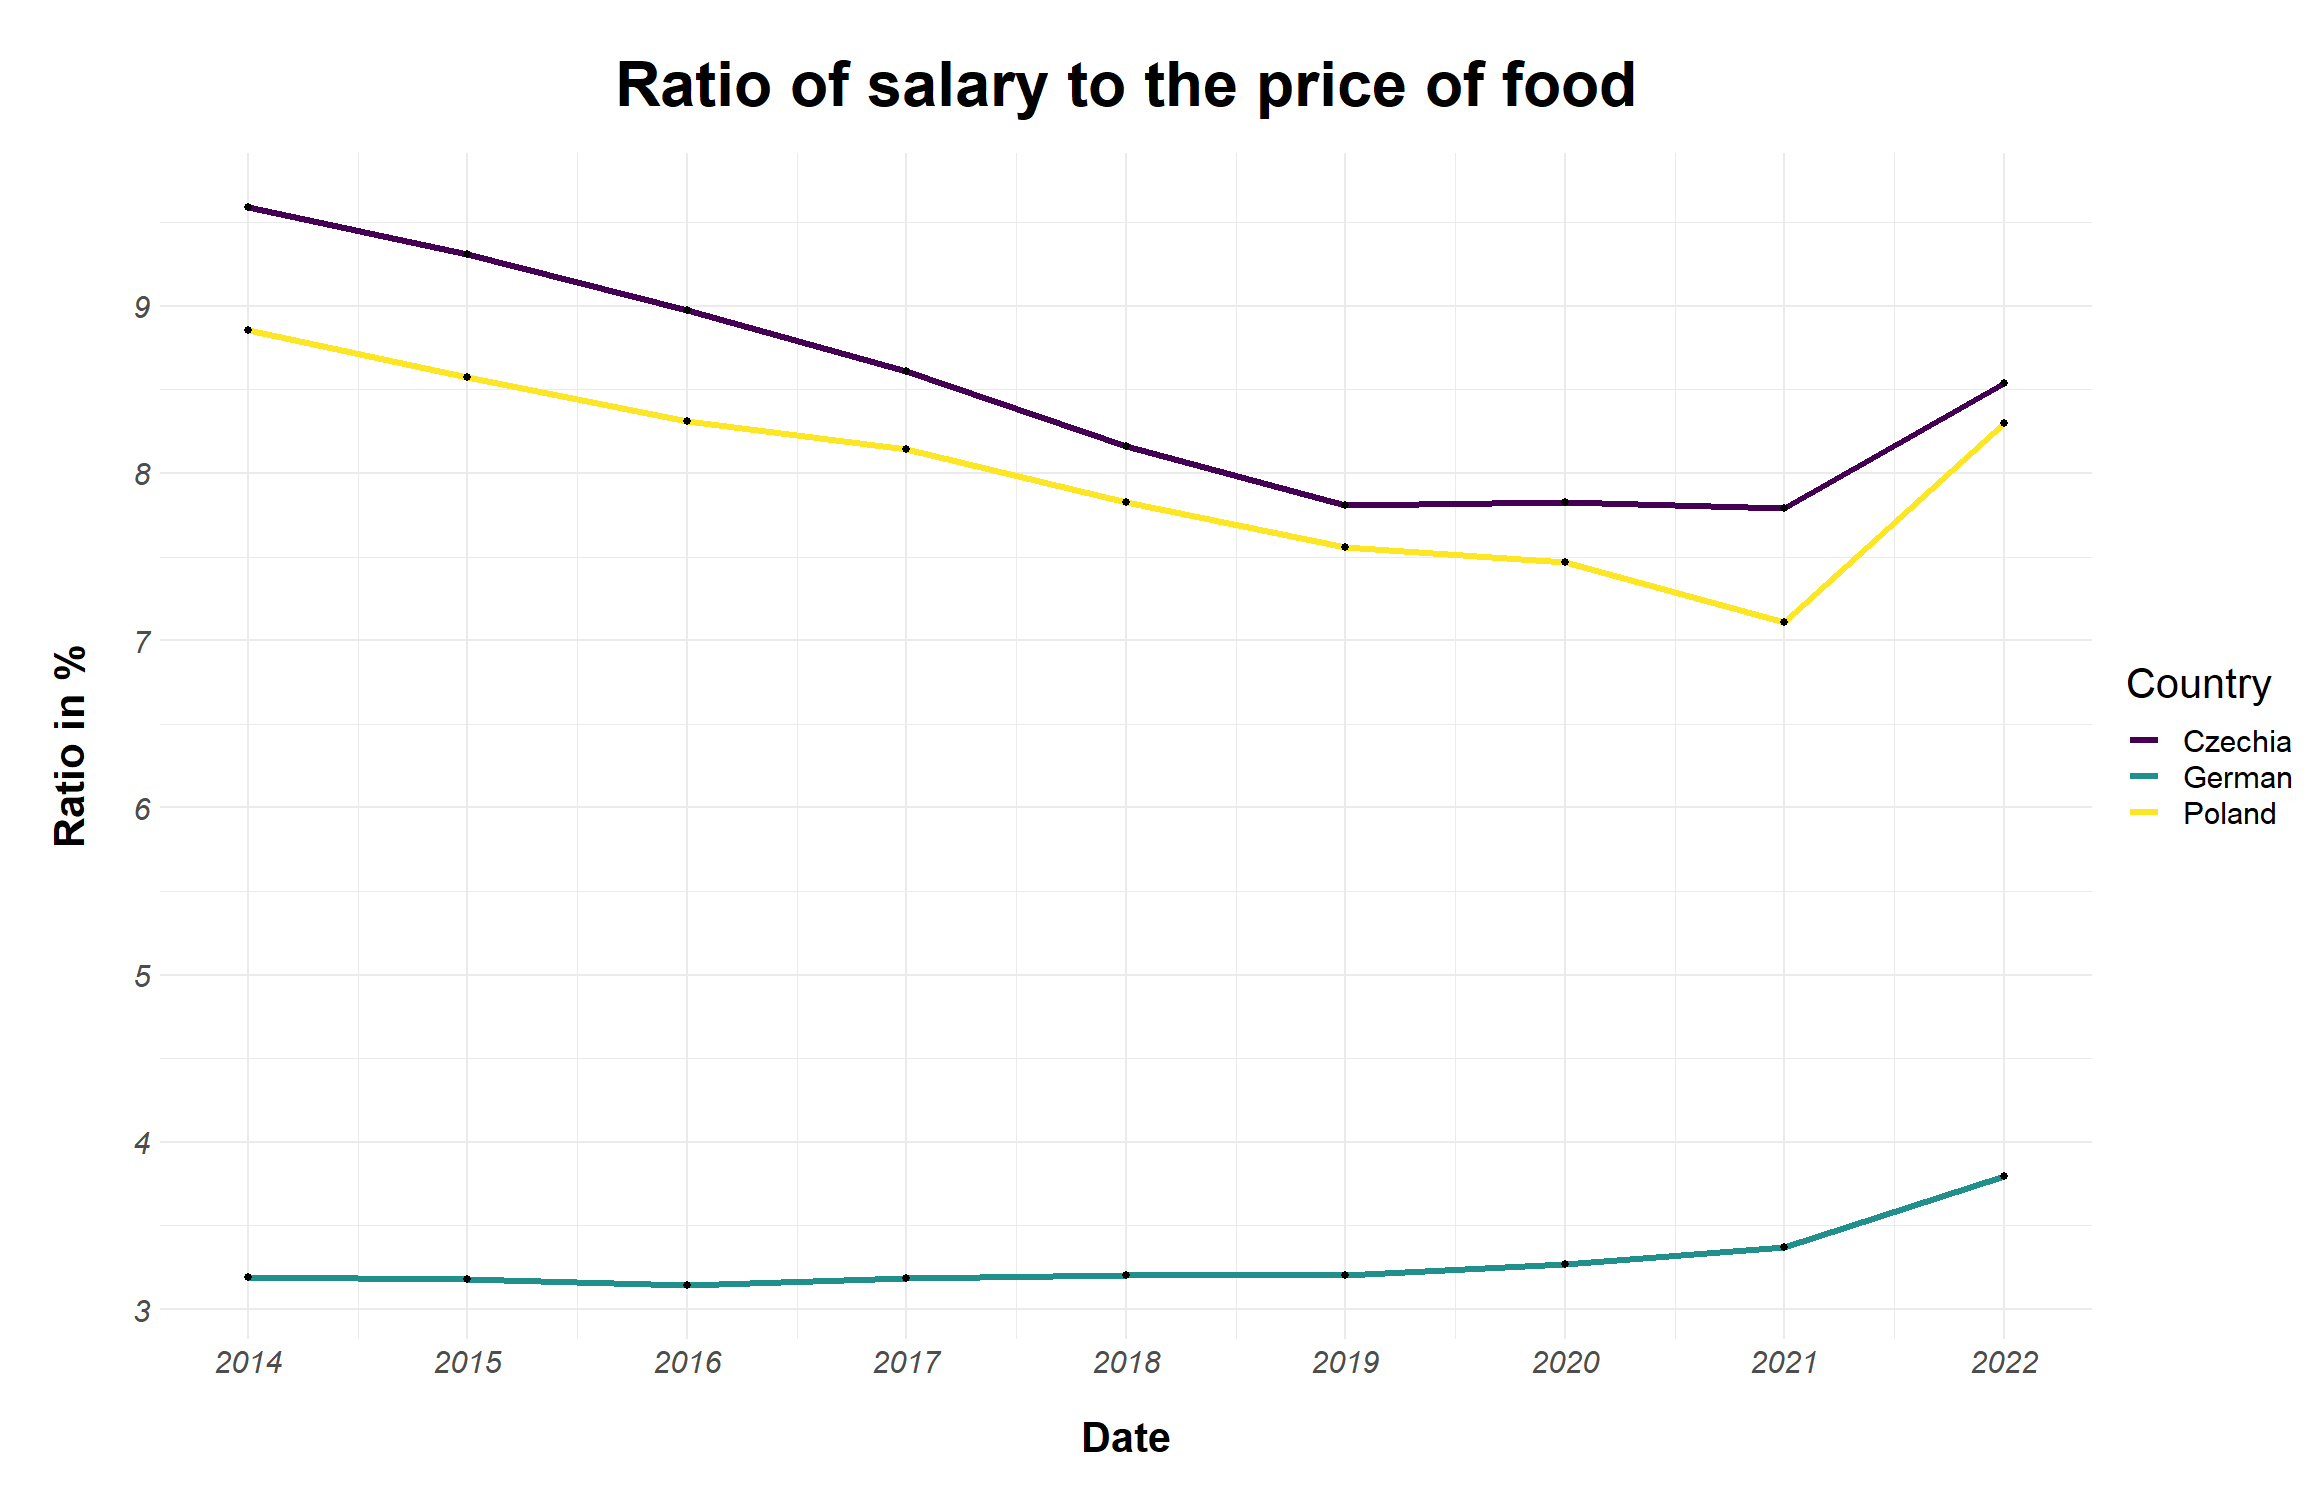 Ratio of salary to the price of food
Ratio in %
9
8
7
6
5
4
3
2014 2015 2016 2017 2018 2019 2020 2021 2022
Date
Country
Czechia
German
Poland